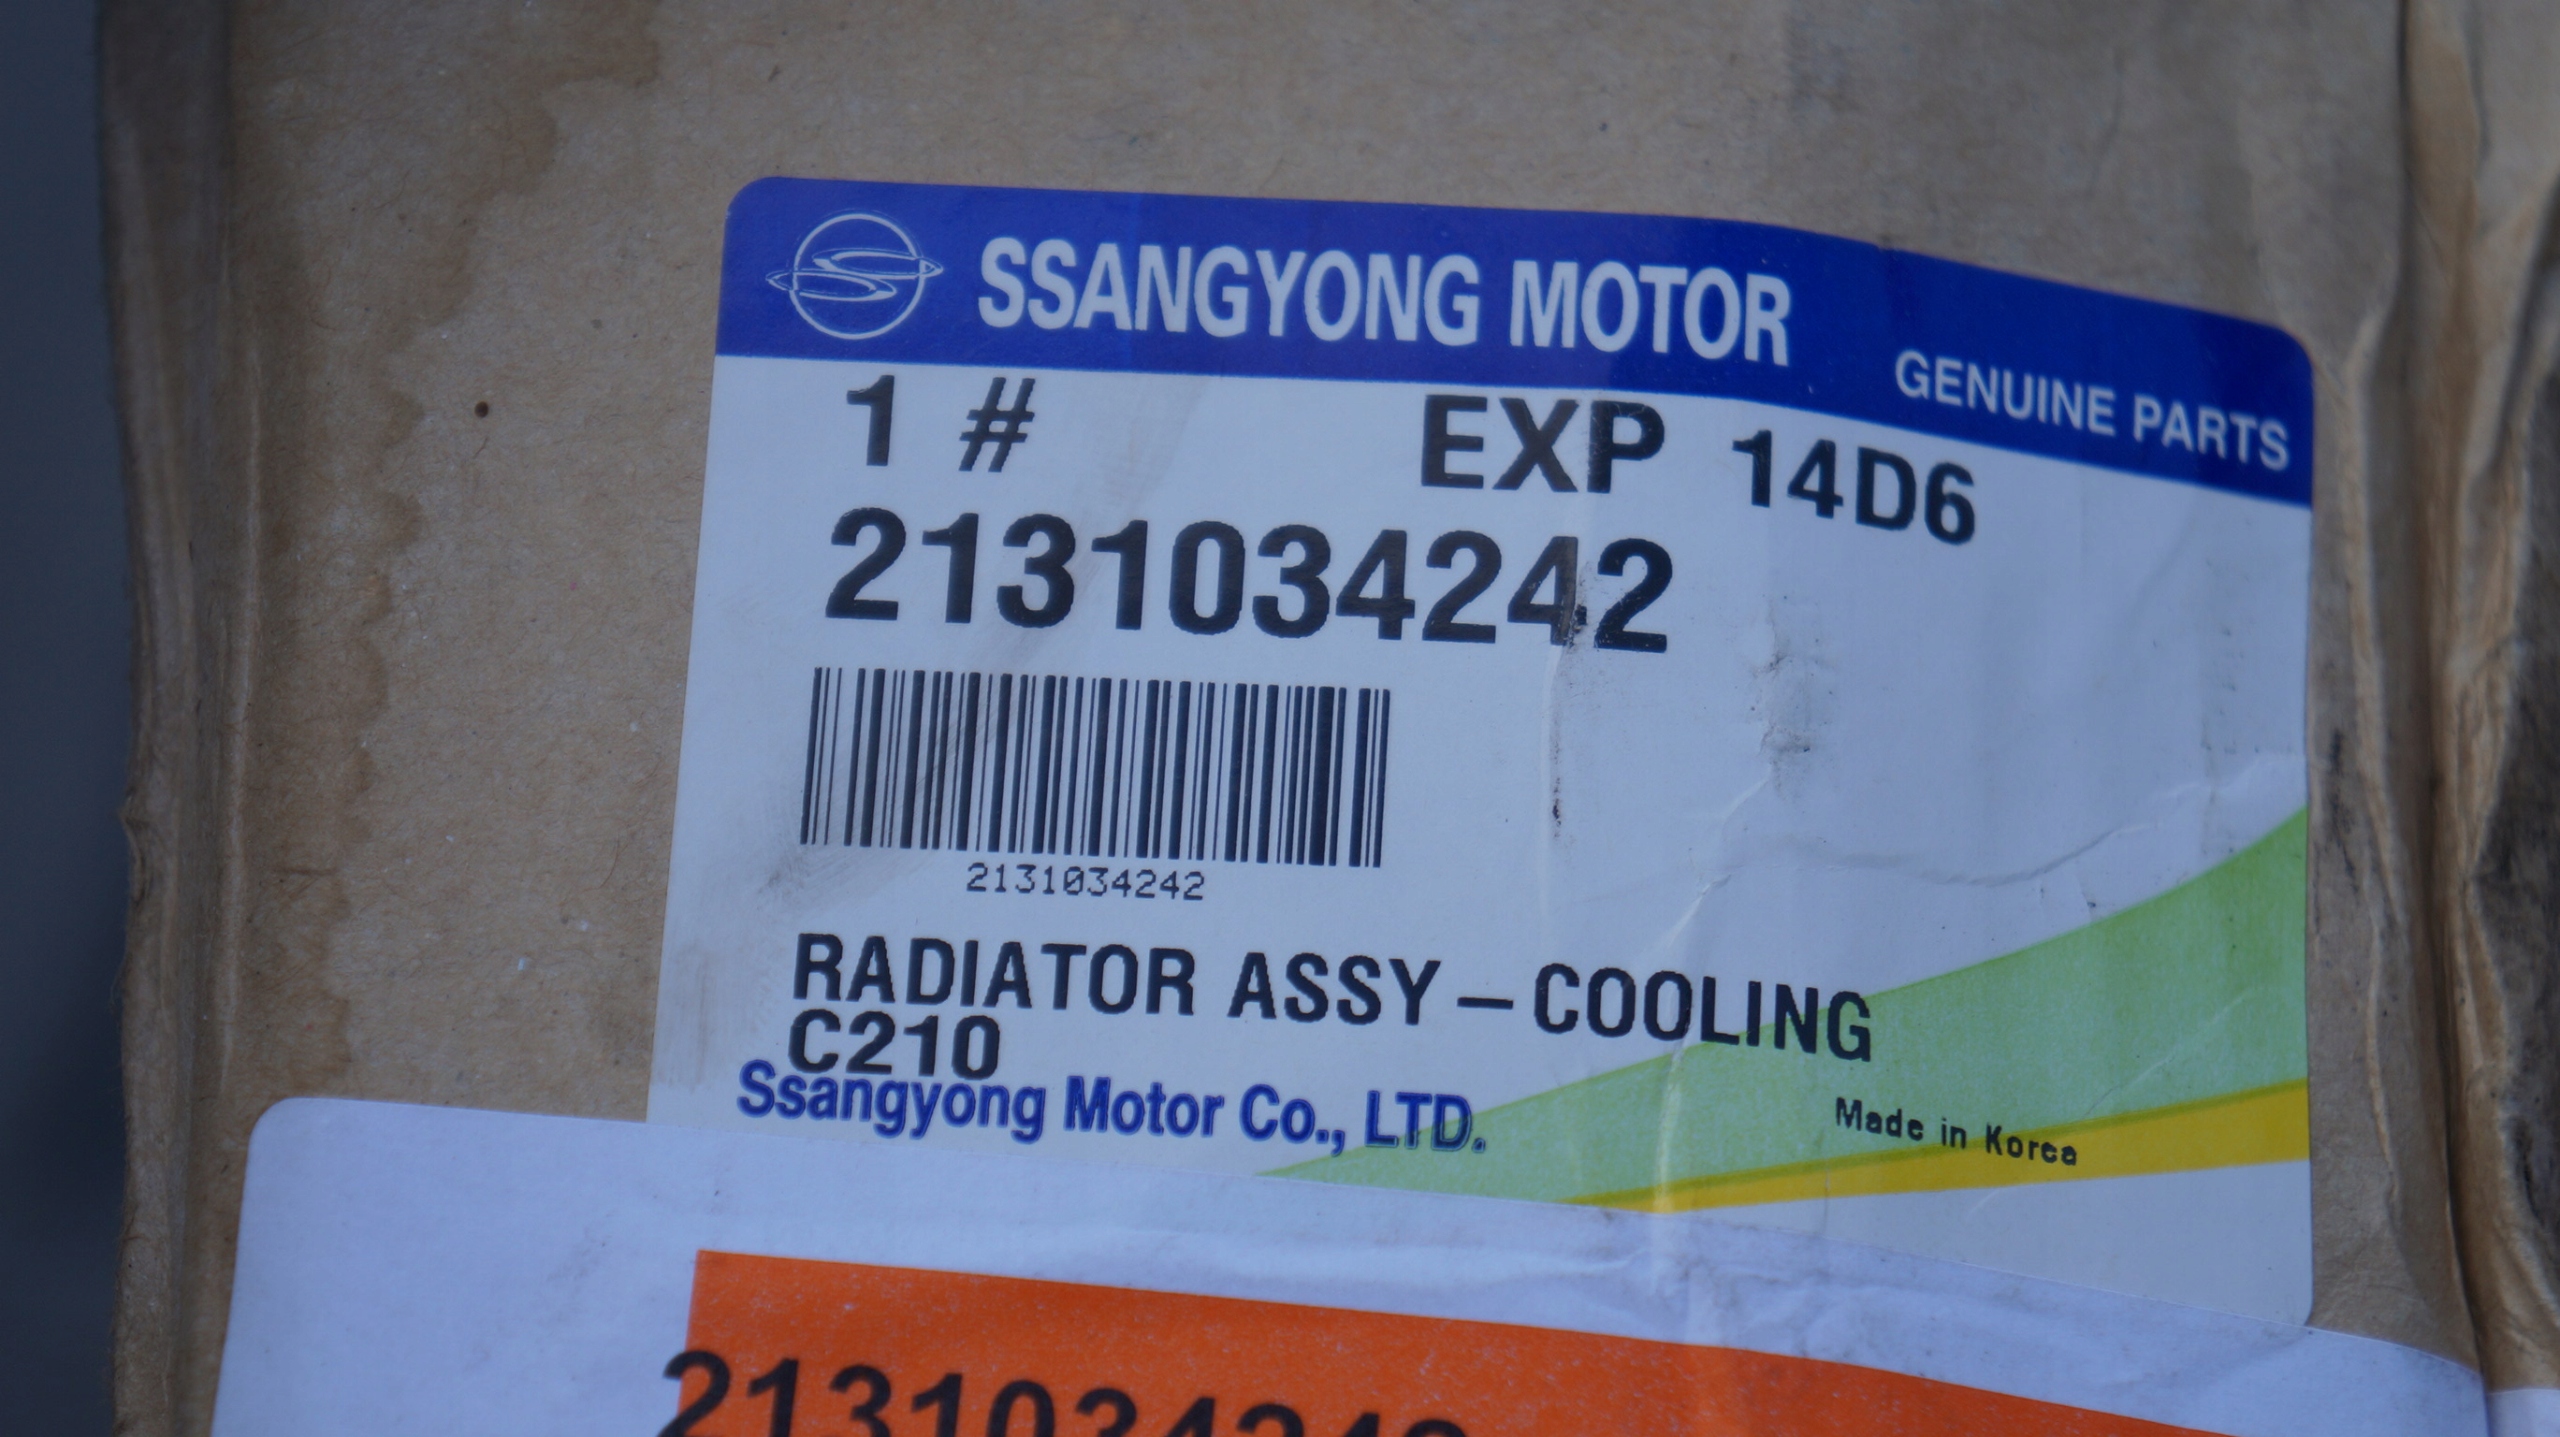 SSANGYONG MOTOR
GENUINE PARTS
1 # EXP 14D6
2131034242
2131034242
RADIATOR ASSY-COOLING
C210
Ssangyong Motor Co., LTD.
Made in Korea
2131034242